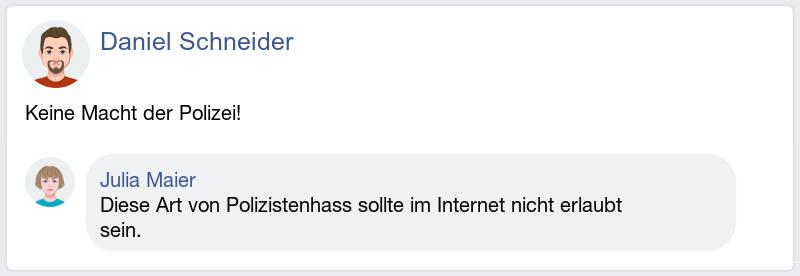 Daniel Schneider
Keine Macht der Polizei!
Julia Maier
Diese Art von Polizistenhass sollte im Internet nicht erlaubt
sein.